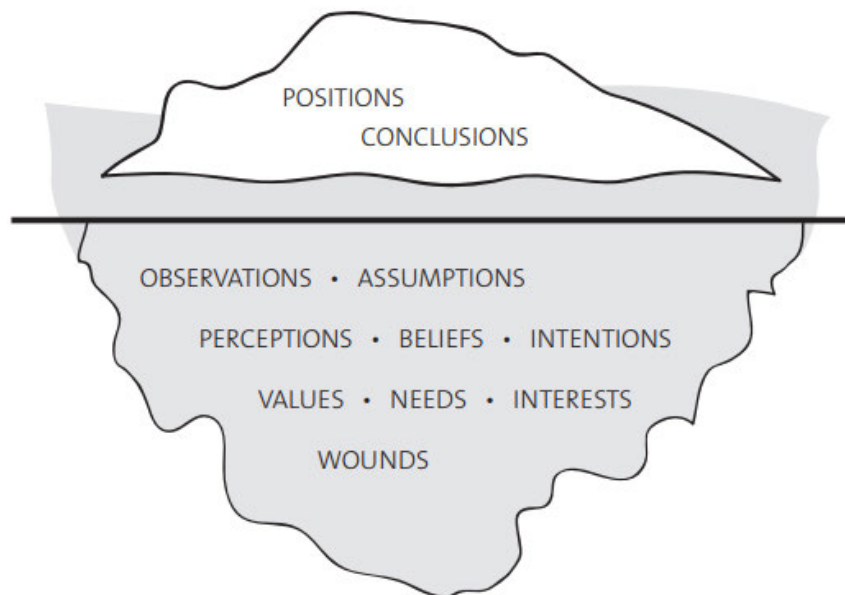 POSITIONS
CONCLUSIONS
OBSERVATIONS • ASSUMPTIONS
PERCEPTIONS • BELIEFS • INTENTIONS
VALUES • NEEDS • INTERESTS
WOUNDS